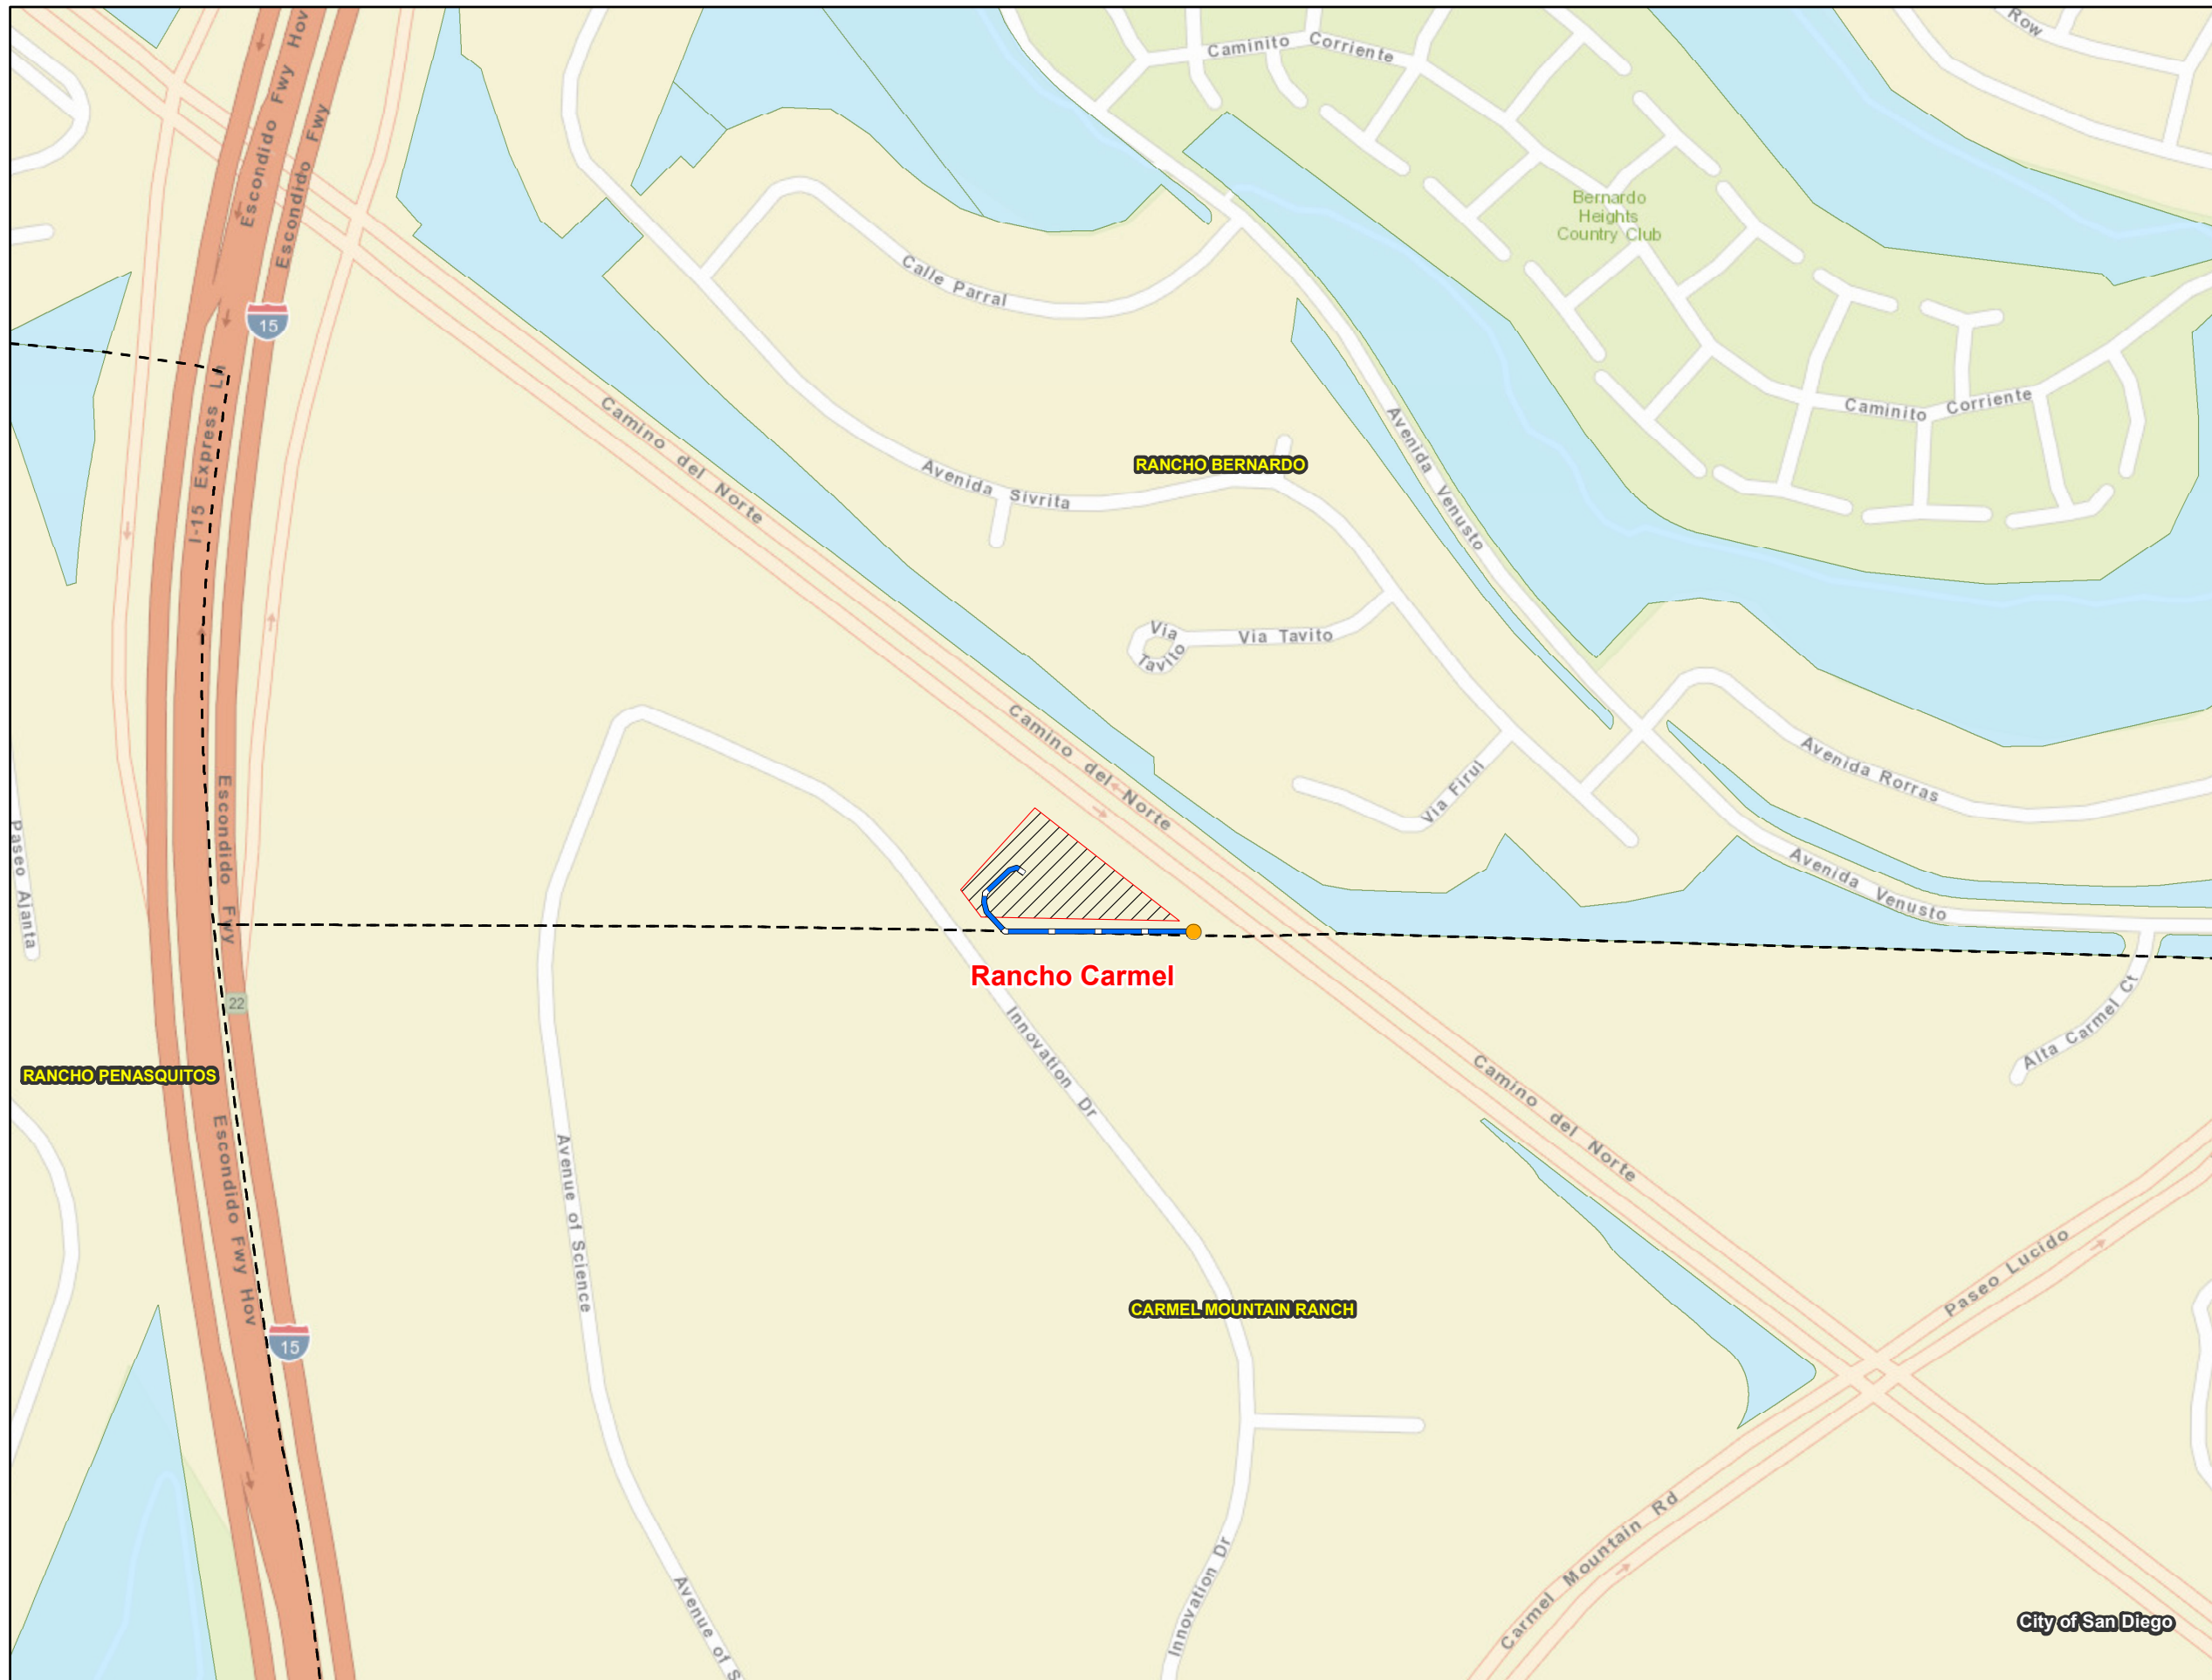 Row
Caminito Corriente
Escondido Fwy Hov
Escondido Fwy
Bernardo
Heights
Country Club
Calle Parral
15
I-15 Express Ln
Camino del Norte
Avenida Sivrita
RANCHO BERNARDO
Avenida Venusto
Caminito Corriente
Via Tavito
Via
Tavito
Camino del Norte
Via Firul
Avenida Rorras
Escondido Fwy
Paseo Ajanta
Avenida Venusto
Rancho Carmel
22
Innovation Dr
Alta Carmel Ct
RANCHO PENASQUITOS
Camino del Norte
Escondido Fwy Hov
Avenue of Science
Paseo Lucido
CARMEL MOUNTAIN RANCH
15
Carmel Mountain Rd
Innovation Dr
Avenue of S
City of San Diego